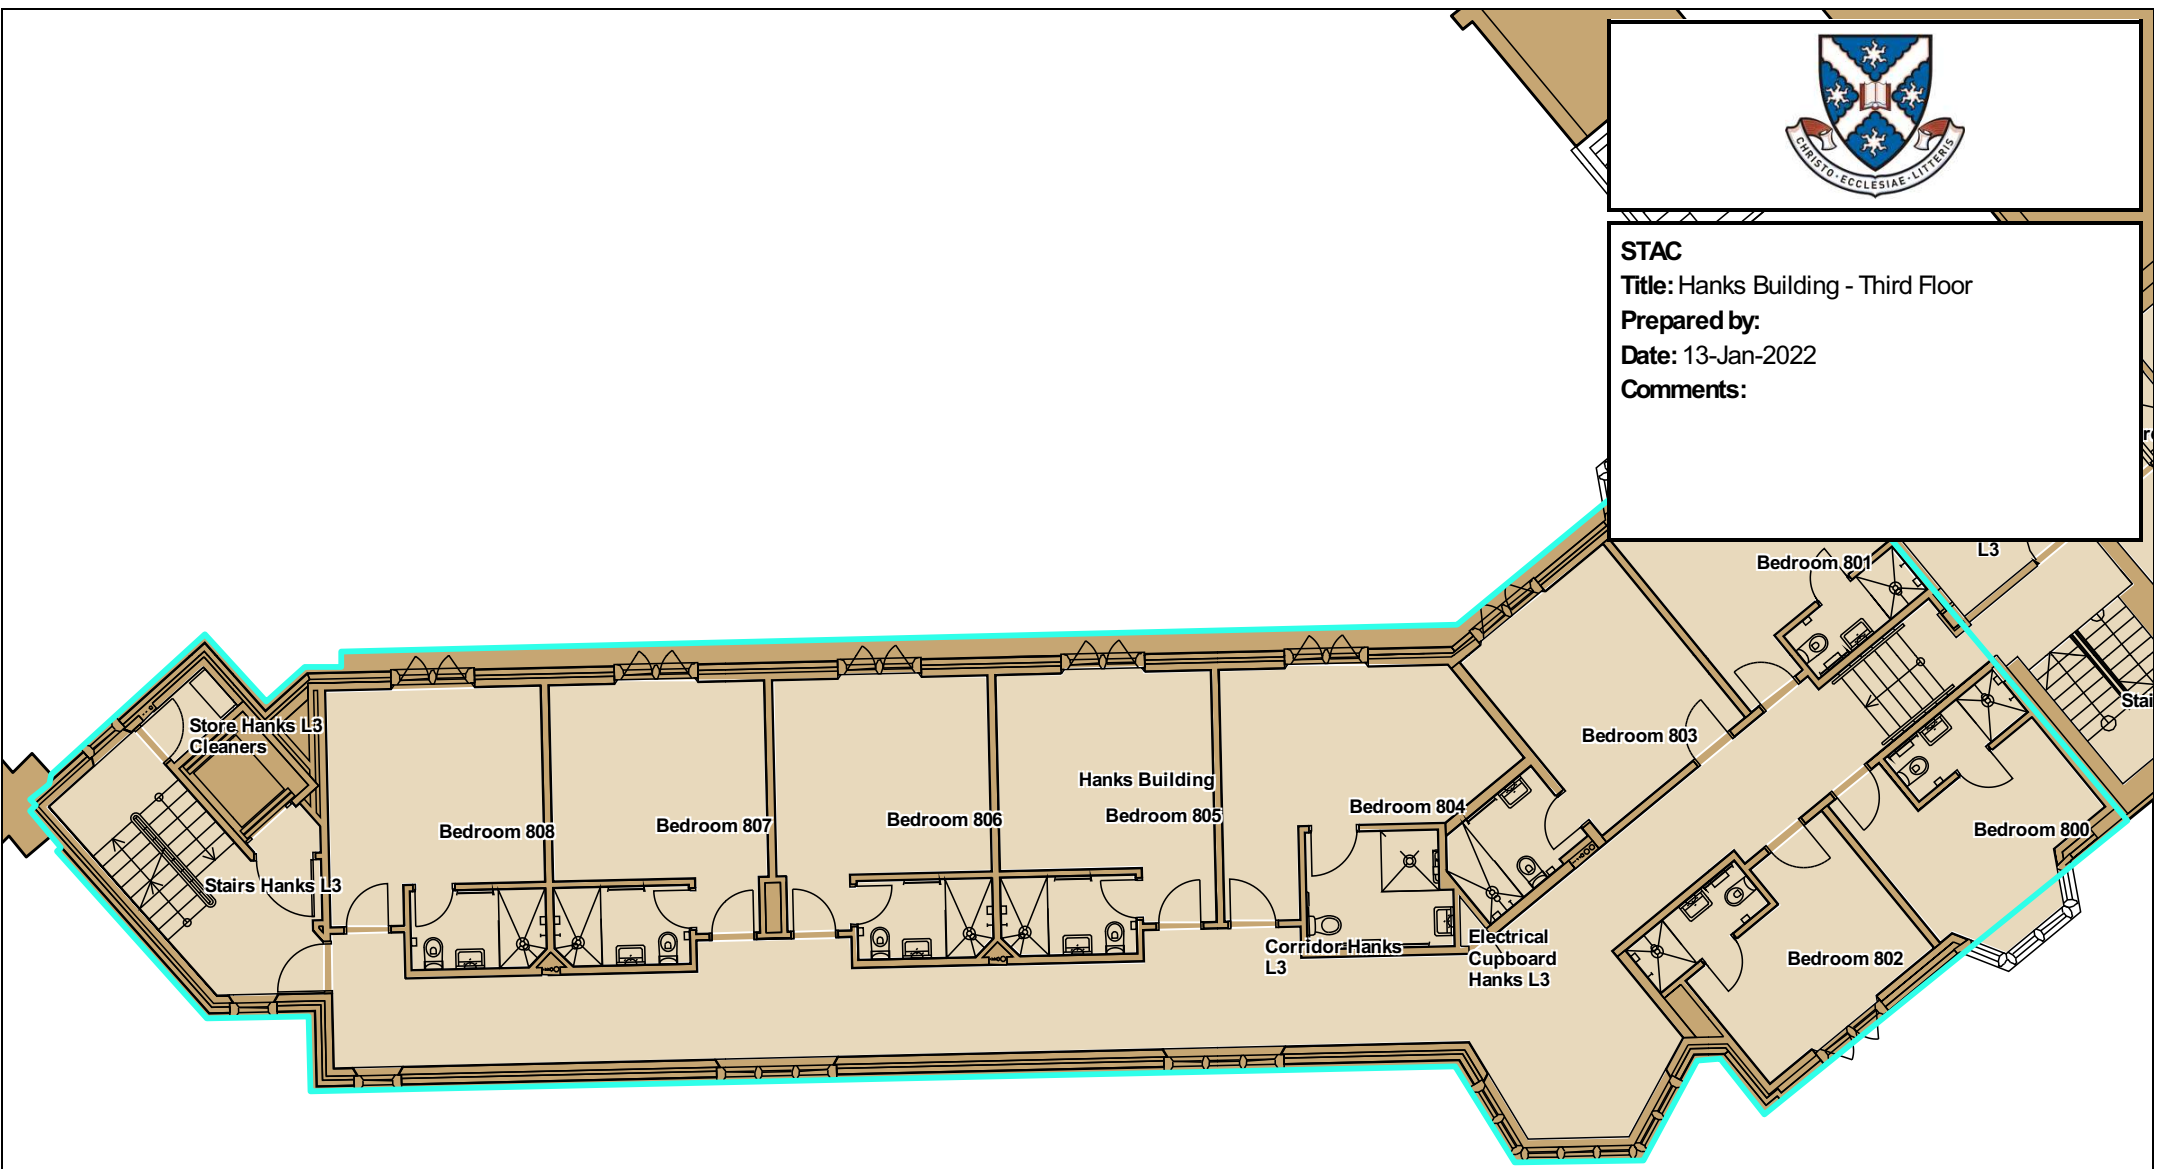 CHRISTO·ECCLESIAE·LITTERIS
STAC
Title: Hanks Building - Third Floor
Prepared by:
Date: 13-Jan-2022
Comments:
Bedroom 801
L3
Store Hanks L3
Cleaners
Bedroom 803
Hanks Building
Bedroom 808
Bedroom 807
Bedroom 806
Bedroom 805
Bedroom 804
Bedroom 800
Stairs Hanks L3
Corridor Hanks
L3
Electrical
Cupboard
Hanks L3
Bedroom 802